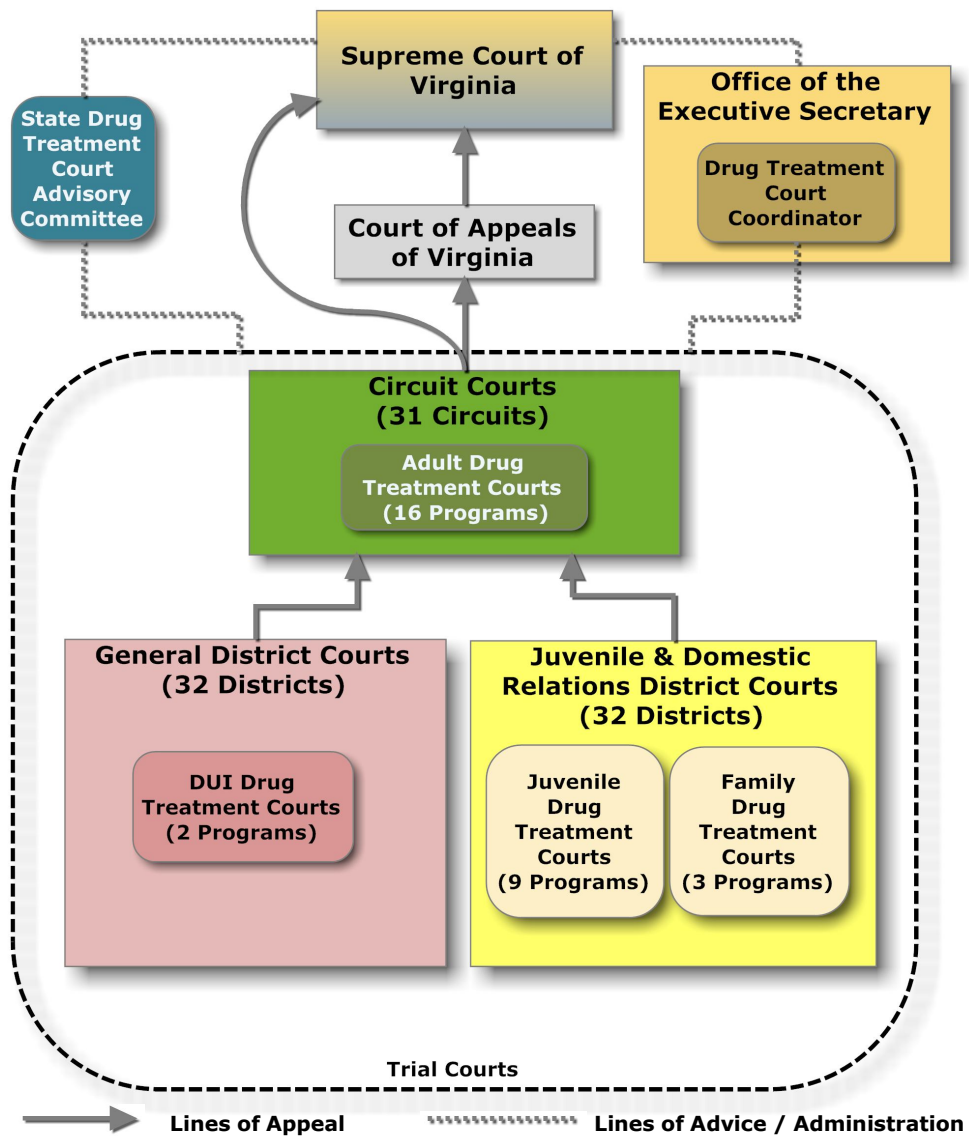 Supreme Court of
Virginia
Office of the
Executive Secretary
State Drug
Treatment
Court
Advisory
Committee
Drug Treatment
Court
Coordinator
Court of Appeals
of Virginia
Circuit Courts
(31 Circuits)
Adult Drug
Treatment Courts
(16 Programs)
General District Courts
(32 Districts)
DUI Drug
Treatment Courts
(2 Programs)
Juvenile & Domestic
Relations District Courts
(32 Districts)
Juvenile
Drug
Treatment
Courts
(9 Programs)
Family
Drug
Treatment
Courts
(3 Programs)
Trial Courts
Lines of Appeal
Lines of Advice / Administration